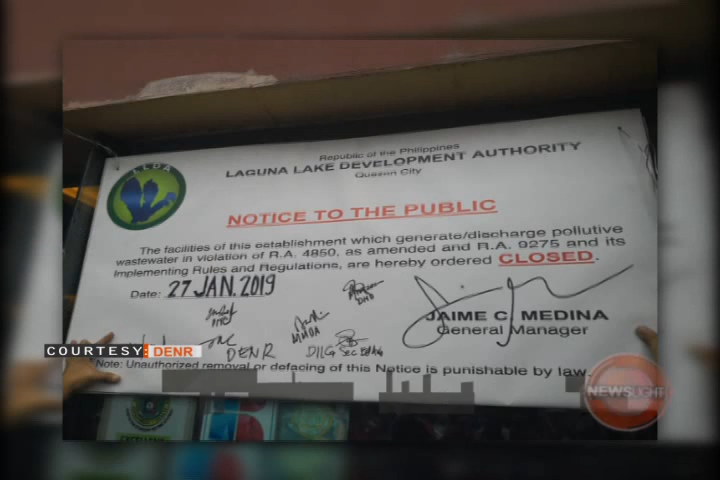 LLDA
Republic of the Philippines
LAGUNA LAKE DEVELOPMENT AUTHORITY
Quezon City
NOTICE TO THE PUBLIC
The facilities of this establishment which generate/discharge pollutive
wastewater in violation of R.A. 4850, as amended and R.A. 9275 and its
Implementing Rules and Regulations, are hereby ordered CLOSED.
Date: 27 JAN. 2019
JAIME C. MEDINA
General Manager
MMDA
DENR
DILG
COURTESY: DENR
Note: Unauthorized removal or defacing of this Notice is punishable by law.
NEWSLIGHT